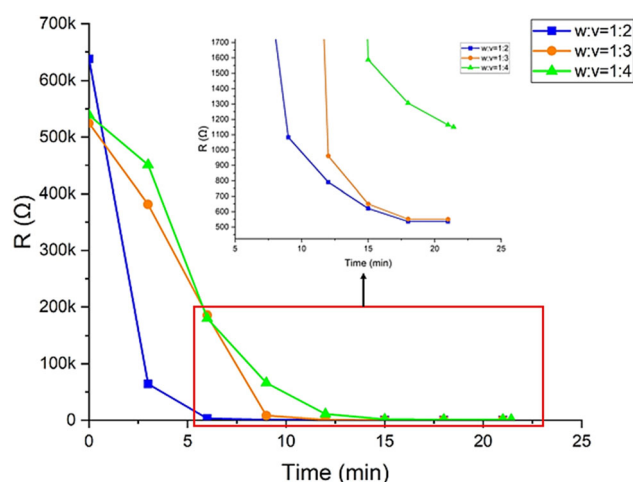 700k
600k
500k
400k
300k
200k
100k
0
R (Ω)
0
5
10
15
20
25
Time (min)
w:v=1:2
w:v=1:3
w:v=1:4
1700
1600
1500
1400
1300
1200
1100
1000
900
800
700
600
500
R (Ω)
5
10
15
20
25
Time (min)
w:v=1:2
w:v=1:3
w:v=1:4